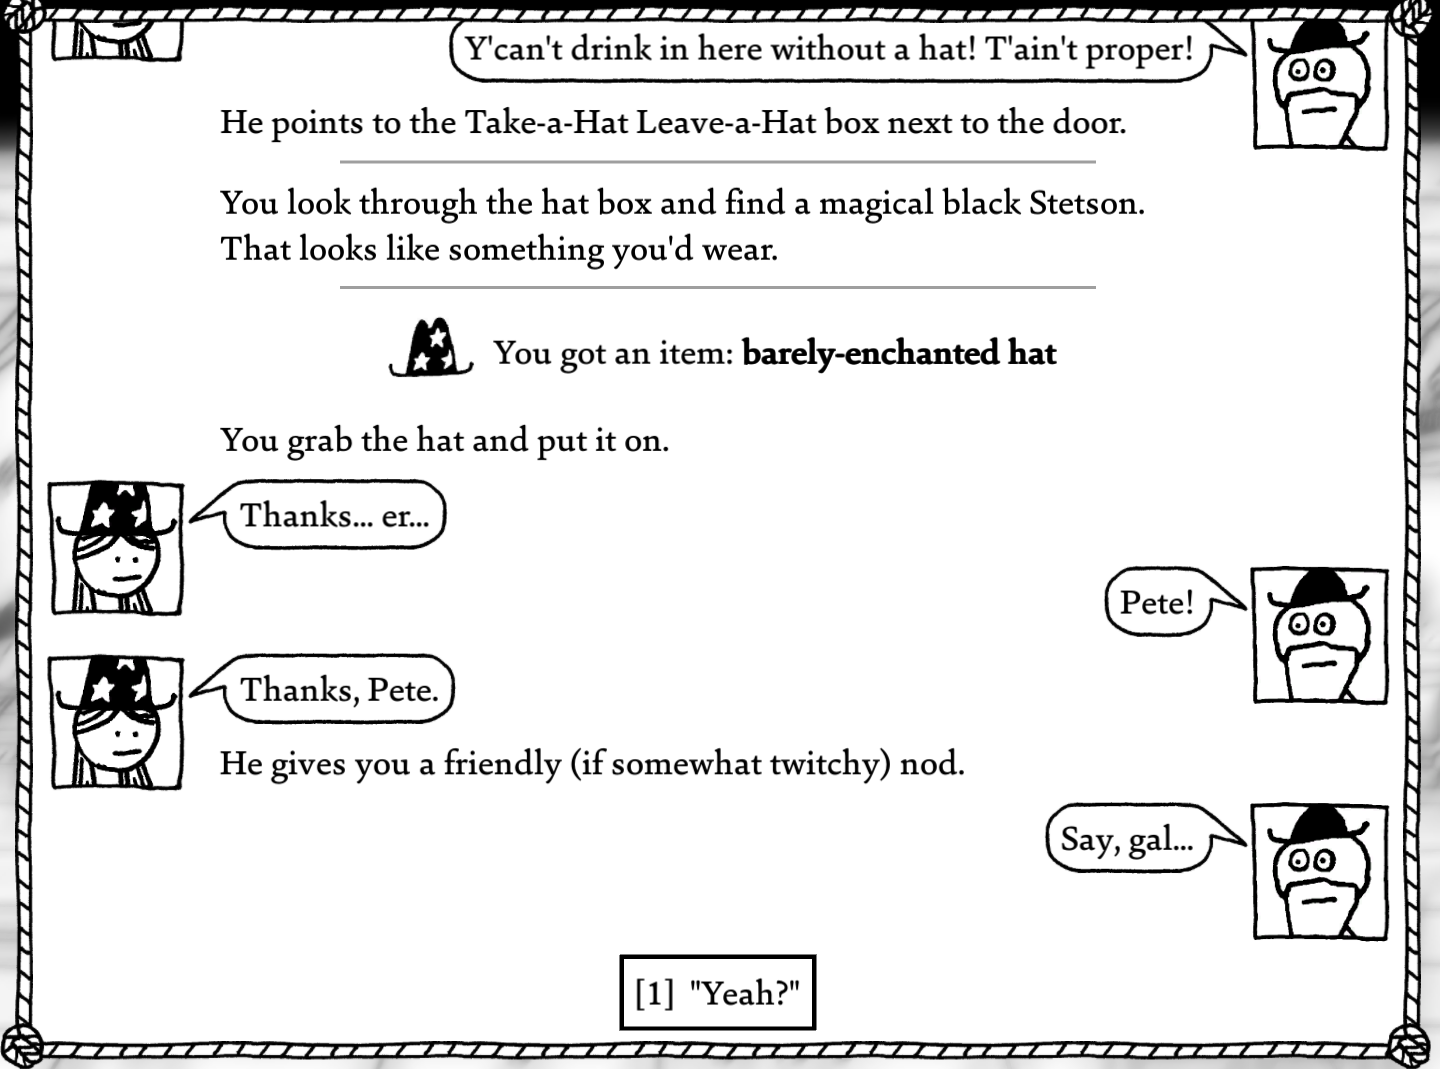 Y'can't drink in here without a hat! T'ain't proper!
He points to the Take-a-Hat Leave-a-Hat box next to the door.
You look through the hat box and find a magical black Stetson.
That looks like something you'd wear.
You got an item: barely-enchanted hat
You grab the hat and put it on.
Thanks... er...
Pete!
Thanks, Pete.
He gives you a friendly (if somewhat twitchy) nod.
Say, gal...
[1] "Yeah?"